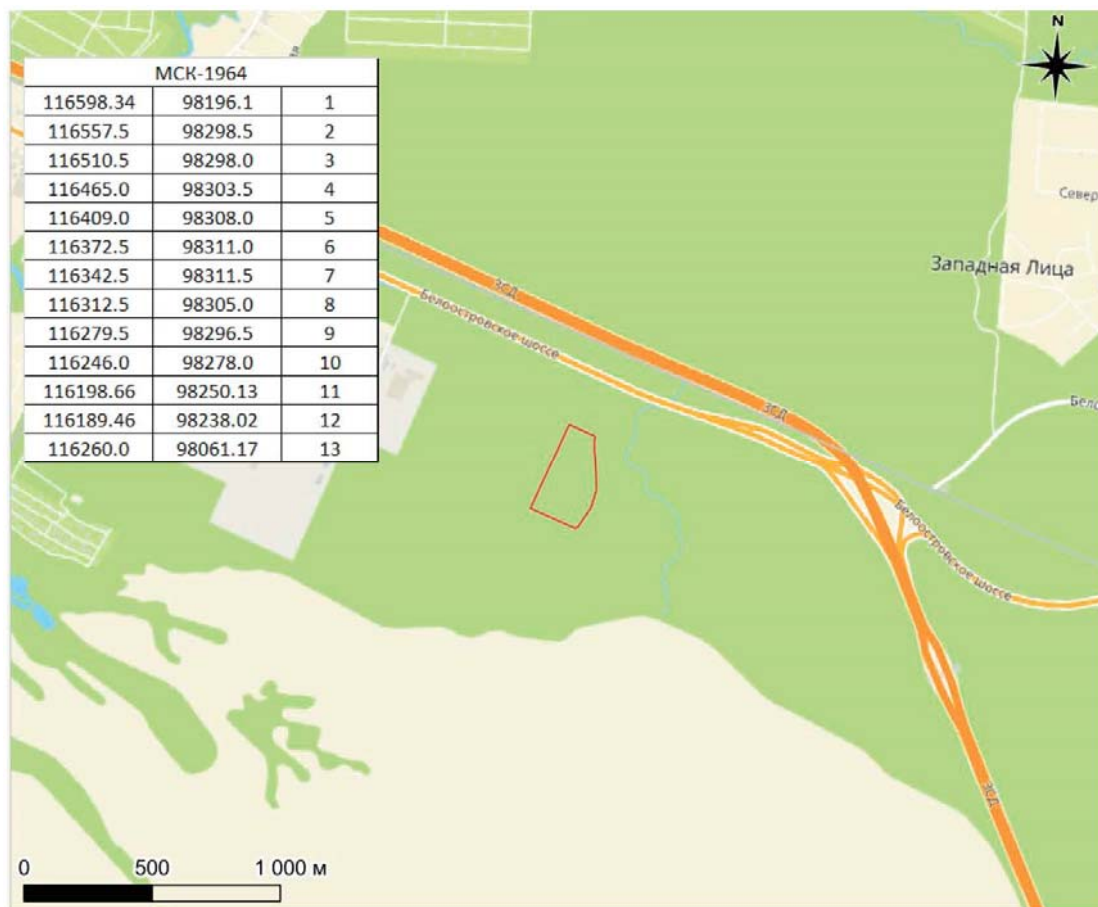 N
МСК-1964
116598.34 98196.1 1
116557.5 98298.5 2
116510.5 98298.0 3
116465.0 98303.5 4
116409.0 98308.0 5
116372.5 98311.0 6
116342.5 98311.5 7
116312.5 98305.0 8
116279.5 98296.5 9
116246.0 98278.0 10
116198.66 98250.13 11
116189.46 98238.02 12
116260.0 98061.17 13
Север
Западная Лица
ЗСД
Белоостровское шоссе
ЗСД
Бело
Белоостровское шоссе
ЗСД
0 500 1 000 м